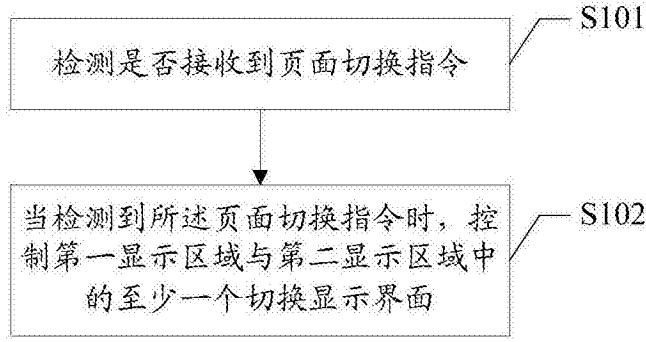 S101
检测是否接收到页面切换指令
当检测到所述页面切换指令时，控
制第一显示区域与第二显示区域中
的至少一个切换显示界面
S102